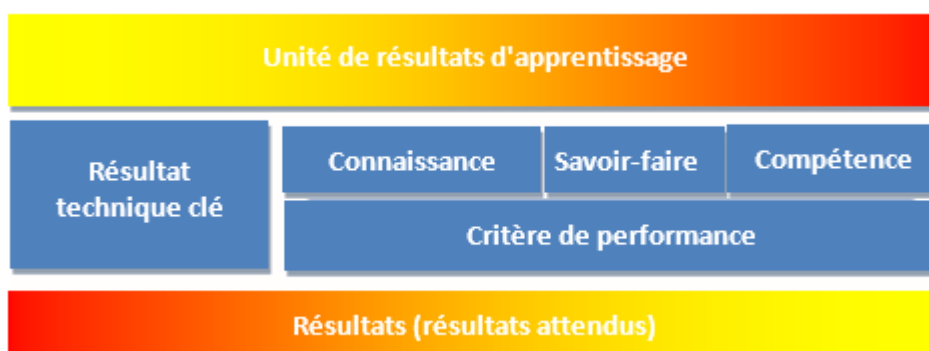 Unité de résultats d'apprentissage
Résultat
technique clé
Connaissance
Savoir-faire
Compétence
Critère de performance
Résultats (résultats attendus)